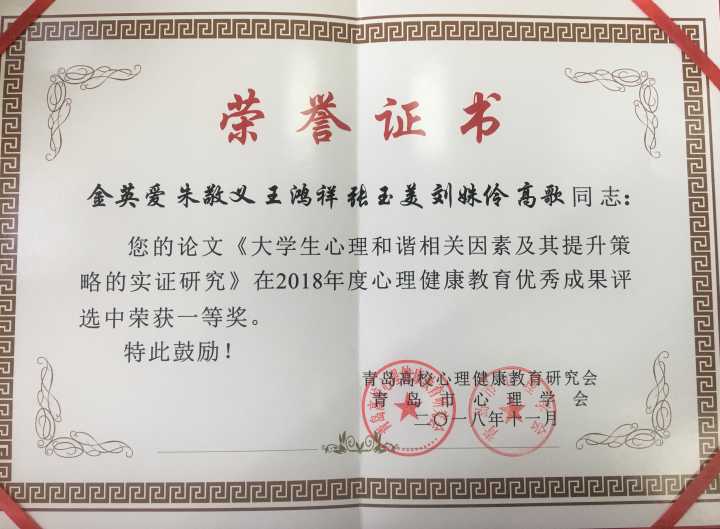 荣誉证书
金英爱 朱敬义 王鸿祥 张玉美 刘姝伶 高歌 同志：
您的论文《大学生心理和谐相关因素及其提升策
略的实证研究》在2018年度心理健康教育优秀成果评
选中荣获一等奖。
特此鼓励！
青岛高校心理健康教育研究会
青岛市心理学会
二〇一八年十一月